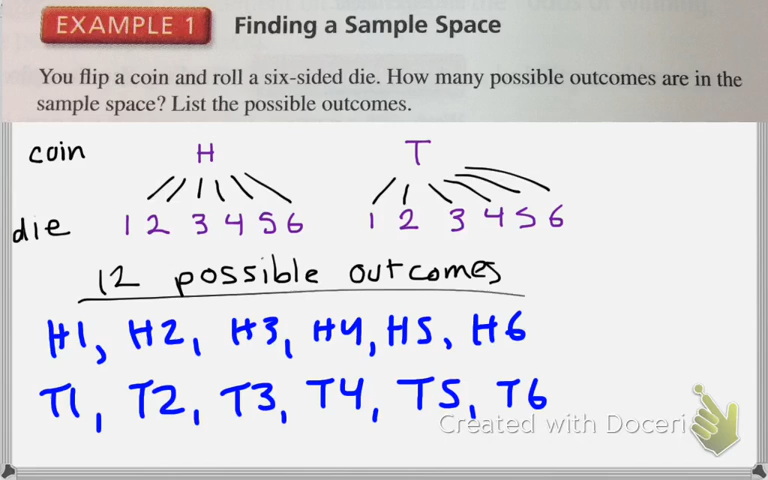 EXAMPLE 1 Finding a Sample Space
You flip a coin and roll a six-sided die. How many possible outcomes are in the
sample space? List the possible outcomes.
coin H T
die 1 2 3 4 5 6 1 2 3 4 5 6
12 possible outcomes
H1, H2, H3, H4, H5, H6
T1, T2, T3, T4, T5, T6
Created with Doceri